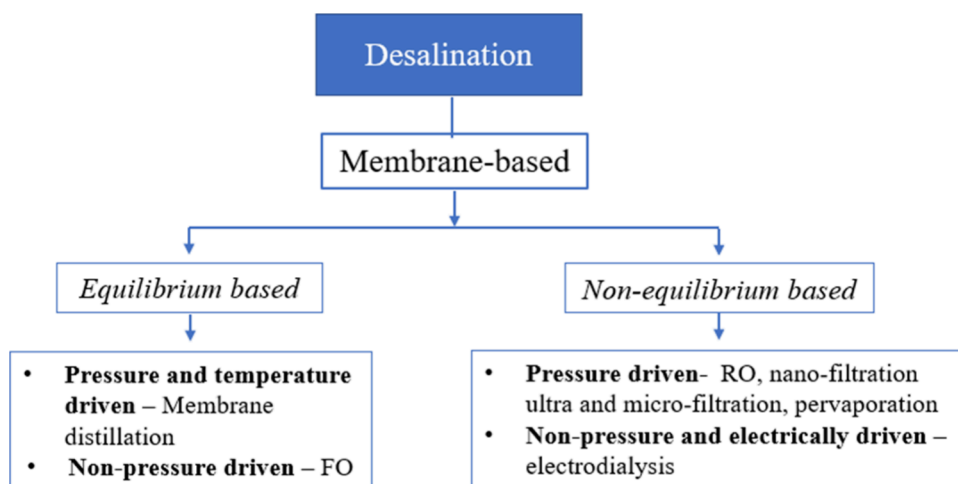 Desalination
Membrane-based
Equilibrium based
Non-equilibrium based
• Pressure and temperature
driven – Membrane
distillation
• Non-pressure driven – FO
• Pressure driven- RO, nano-filtration
ultra and micro-filtration, pervaporation
• Non-pressure and electrically driven –
electrodialysis